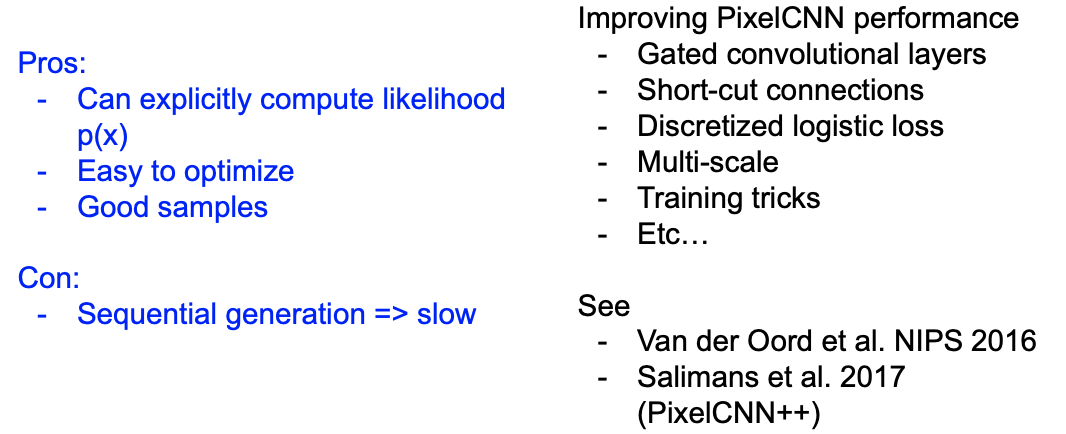 Pros:
- Can explicitly compute likelihood
p(x)
- Easy to optimize
- Good samples
Con:
- Sequential generation => slow
Improving PixelCNN performance
- Gated convolutional layers
- Short-cut connections
- Discretized logistic loss
- Multi-scale
- Training tricks
- Etc…
See
- Van der Oord et al. NIPS 2016
- Salimans et al. 2017
(PixelCNN++)